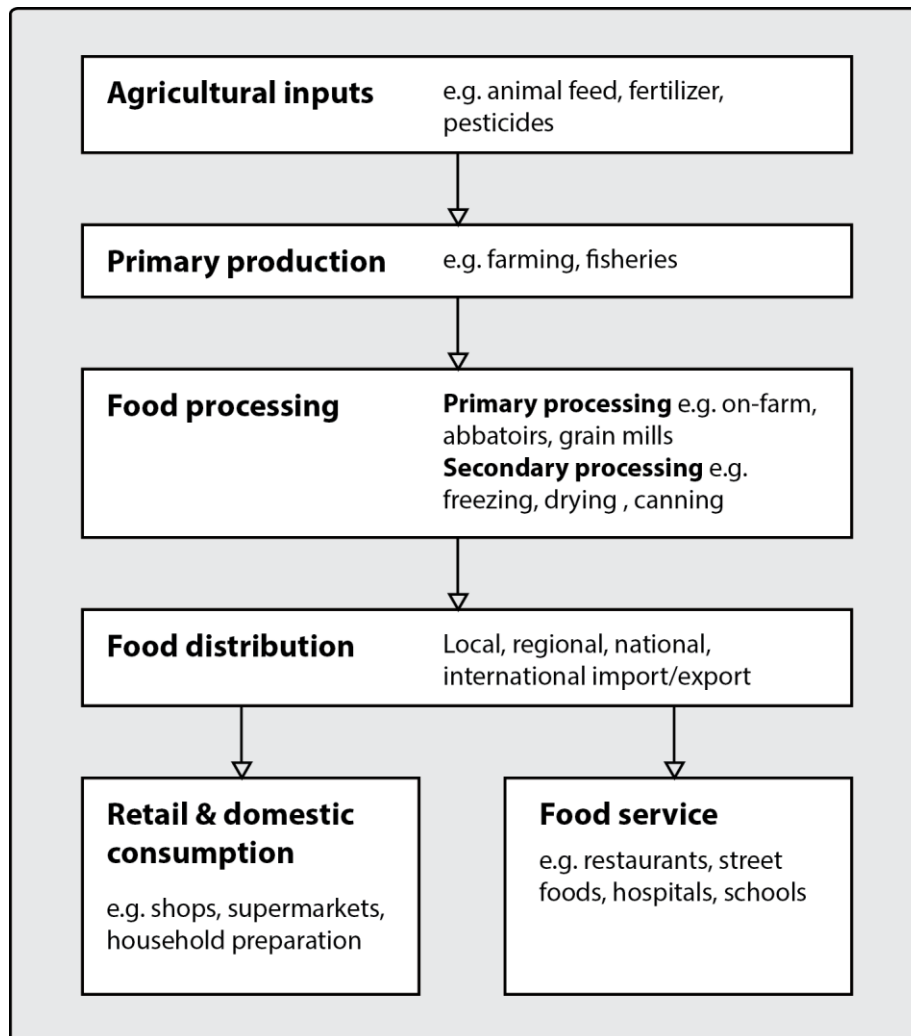 Agricultural inputs
e.g. animal feed, fertilizer,
pesticides
Primary production
e.g. farming, fisheries
Food processing
Primary processing e.g. on-farm,
abbatoirs, grain mills
Secondary processing e.g.
freezing, drying , canning
Food distribution
Local, regional, national,
international import/export
Retail & domestic
consumption
e.g. shops, supermarkets,
household preparation
Food service
e.g. restaurants, street
foods, hospitals, schools